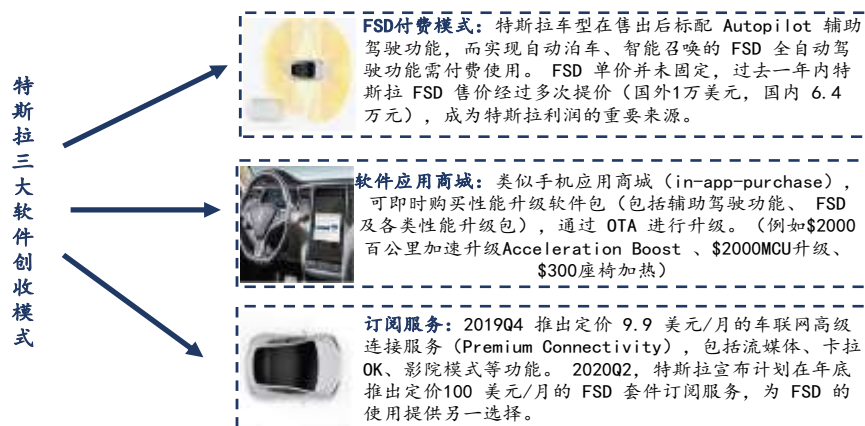 特斯拉三大软件创收模式
FSD付费模式：特斯拉车型在售出后标配 Autopilot 辅助
驾驶功能，而实现自动泊车、智能召唤的 FSD 全自动驾
驶功能需付费使用。 FSD 单价并未固定，过去一年内特
斯拉 FSD 售价经过多次提价（国外1万美元，国内 6.4
万元），成为特斯拉利润的重要来源。
软件应用商城：类似手机应用商城（in-app-purchase），
可即时购买性能升级软件包（包括辅助驾驶功能、 FSD
及各类性能升级包），通过 OTA 进行升级。（例如$2000
百公里加速升级Acceleration Boost 、$2000MCU升级、
$300座椅加热）
订阅服务：2019Q4 推出定价 9.9 美元/月的车联网高级
连接服务（Premium Connectivity），包括流媒体、卡拉
OK、影院模式等功能。 2020Q2，特斯拉宣布计划在年底
推出定价100 美元/月的 FSD 套件订阅服务，为 FSD 的
使用提供另一选择。